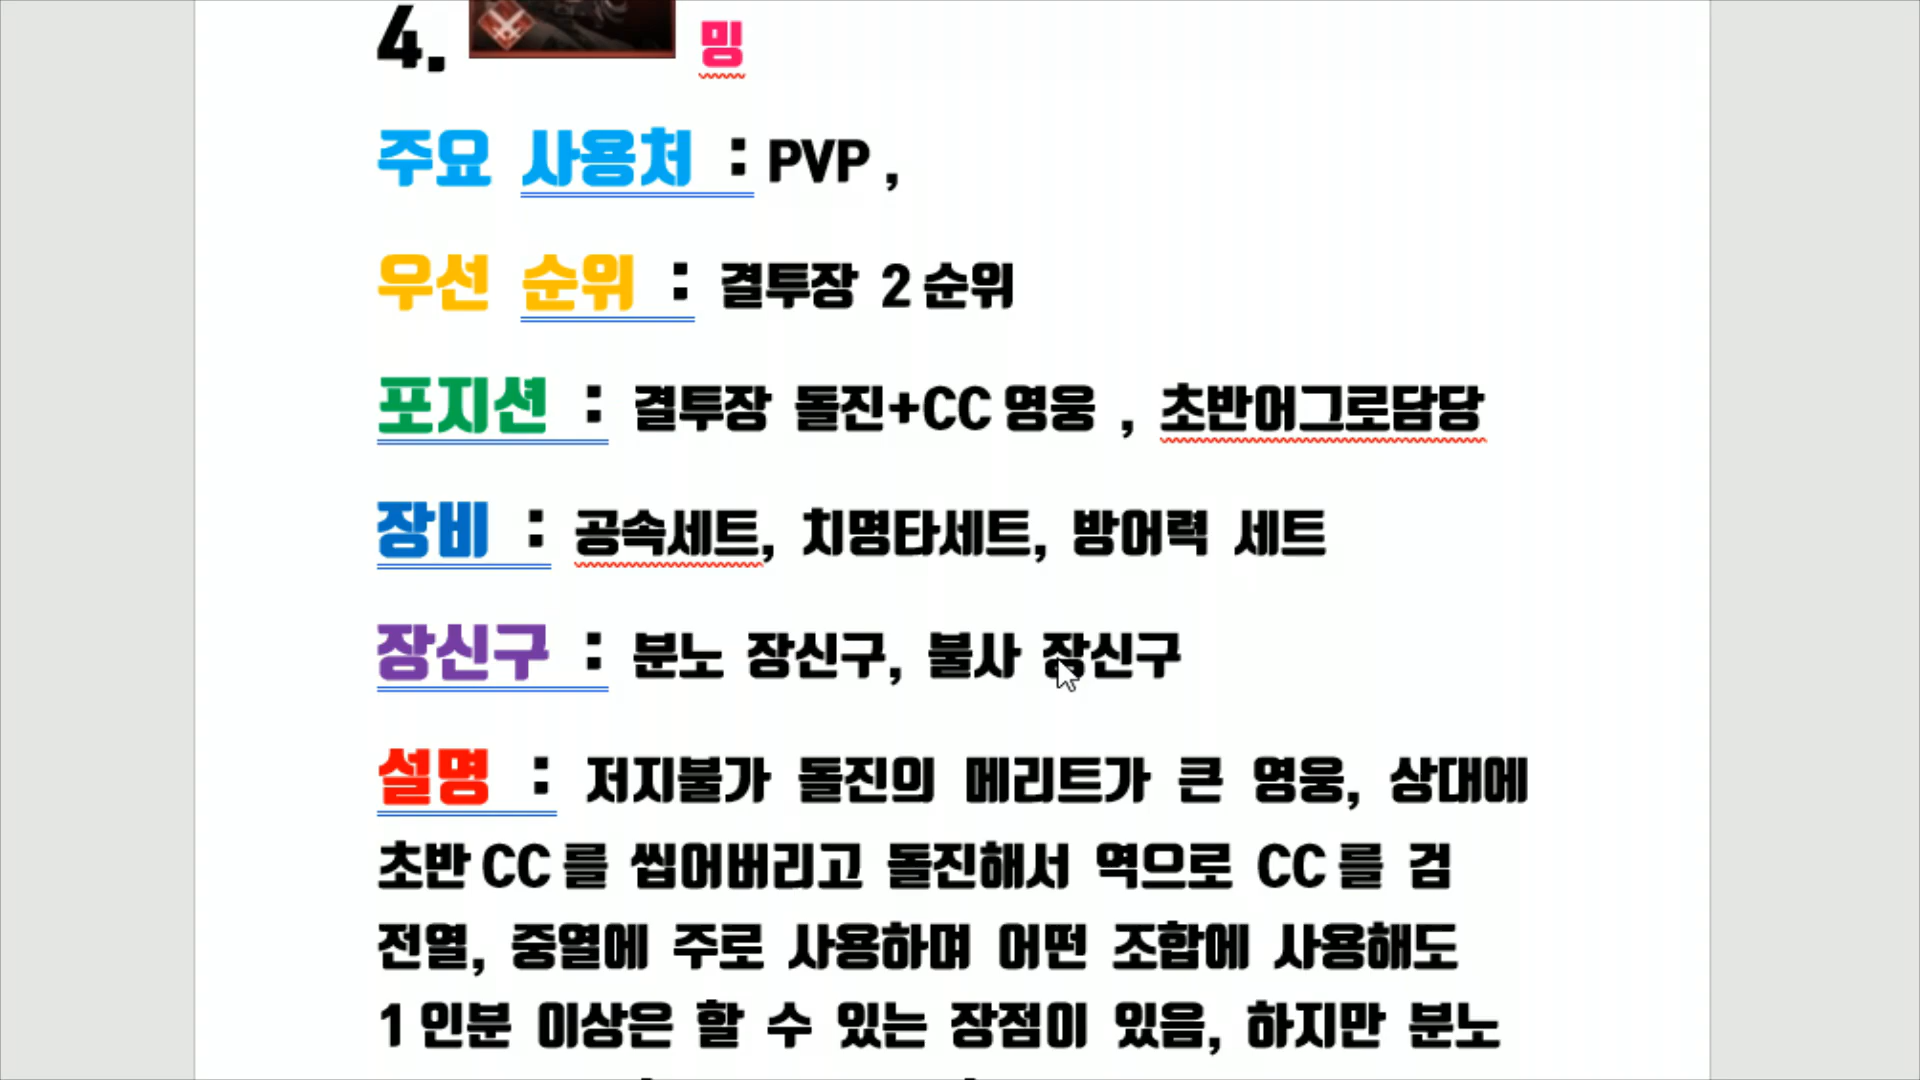 4. 밍
주요 사용처 : PVP ,
우선 순위 : 결투장 2순위
포지션 : 결투장 돌진+CC영웅 , 초반어그로담당
장비 : 공속세트, 치명타세트, 방어력 세트
장신구 : 분노 장신구, 불사 장신구
설명 : 저지불가 돌진의 메리트가 큰 영웅, 상대에
초반CC를 씹어버리고 돌진해서 역으로 CC를 검
전열, 중열에 주로 사용하며 어떤 조합에 사용해도
1인분 이상은 할 수 있는 장점이 있음, 하지만 분노